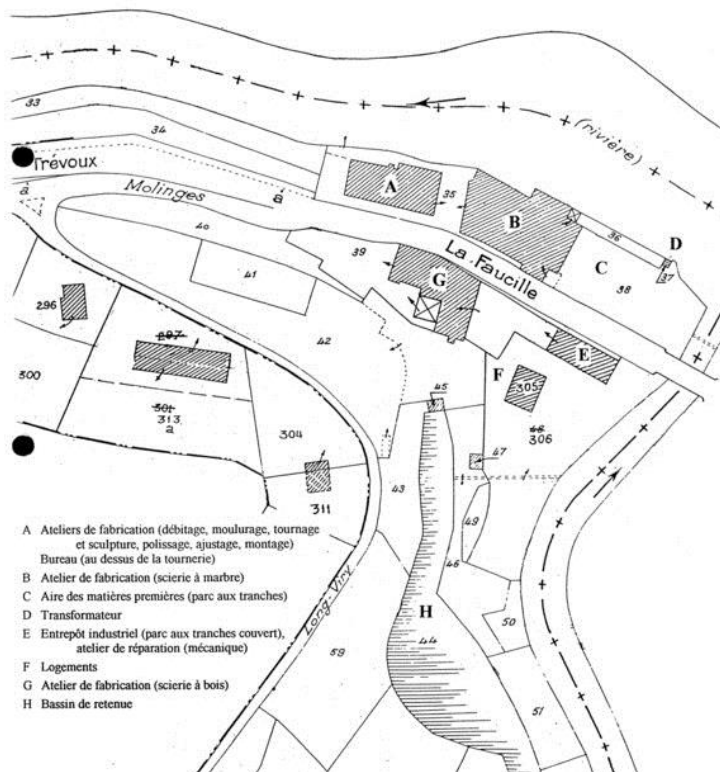 33
34
(rivière)
Trévoux
a
Molinges
a
A
35
B
36
D
37
C
38
La Faucille
40
39
41
G
42
296
297
300
301
313
a
304
311
E
F
305
48
306
45
47
43
49
46
H
44
50
51
59
Long-Viry
A Ateliers de fabrication (débitage, moulurage, tournage
et sculpture, polissage, ajustage, montage)
Bureau (au dessus de la tournerie)
B Atelier de fabrication (scierie à marbre)
C Aire des matières premières (parc aux tranches)
D Transformateur
E Entrepôt industriel (parc aux tranches couvert),
atelier de réparation (mécanique)
F Logements
G Atelier de fabrication (scierie à bois)
H Bassin de retenue